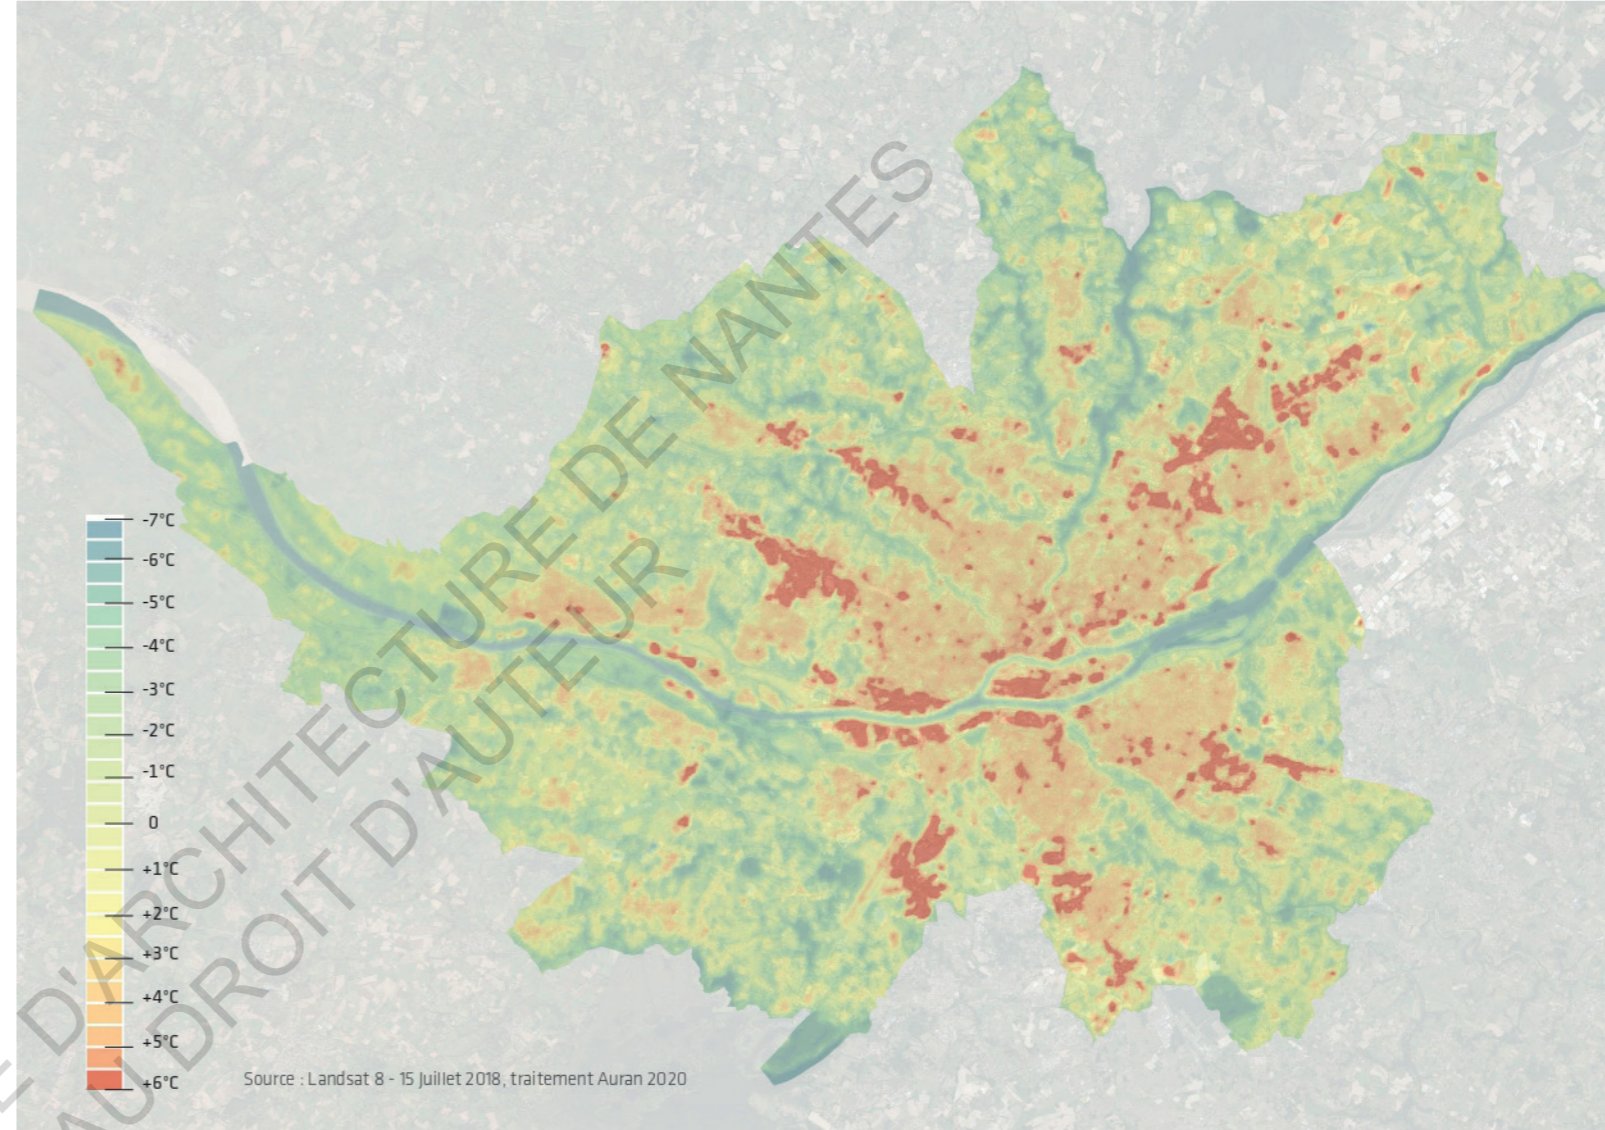 -7°C
-6°C
-5°C
-4°C
-3°C
-2°C
-1°C
0
+1°C
+2°C
+3°C
+4°C
+5°C
+6°C
Source : Landsat 8 - 15 Juillet 2018, traitement Auran 2020
E D'ARCHITECTURE DE NANTES
AU DROIT D'AUTEUR